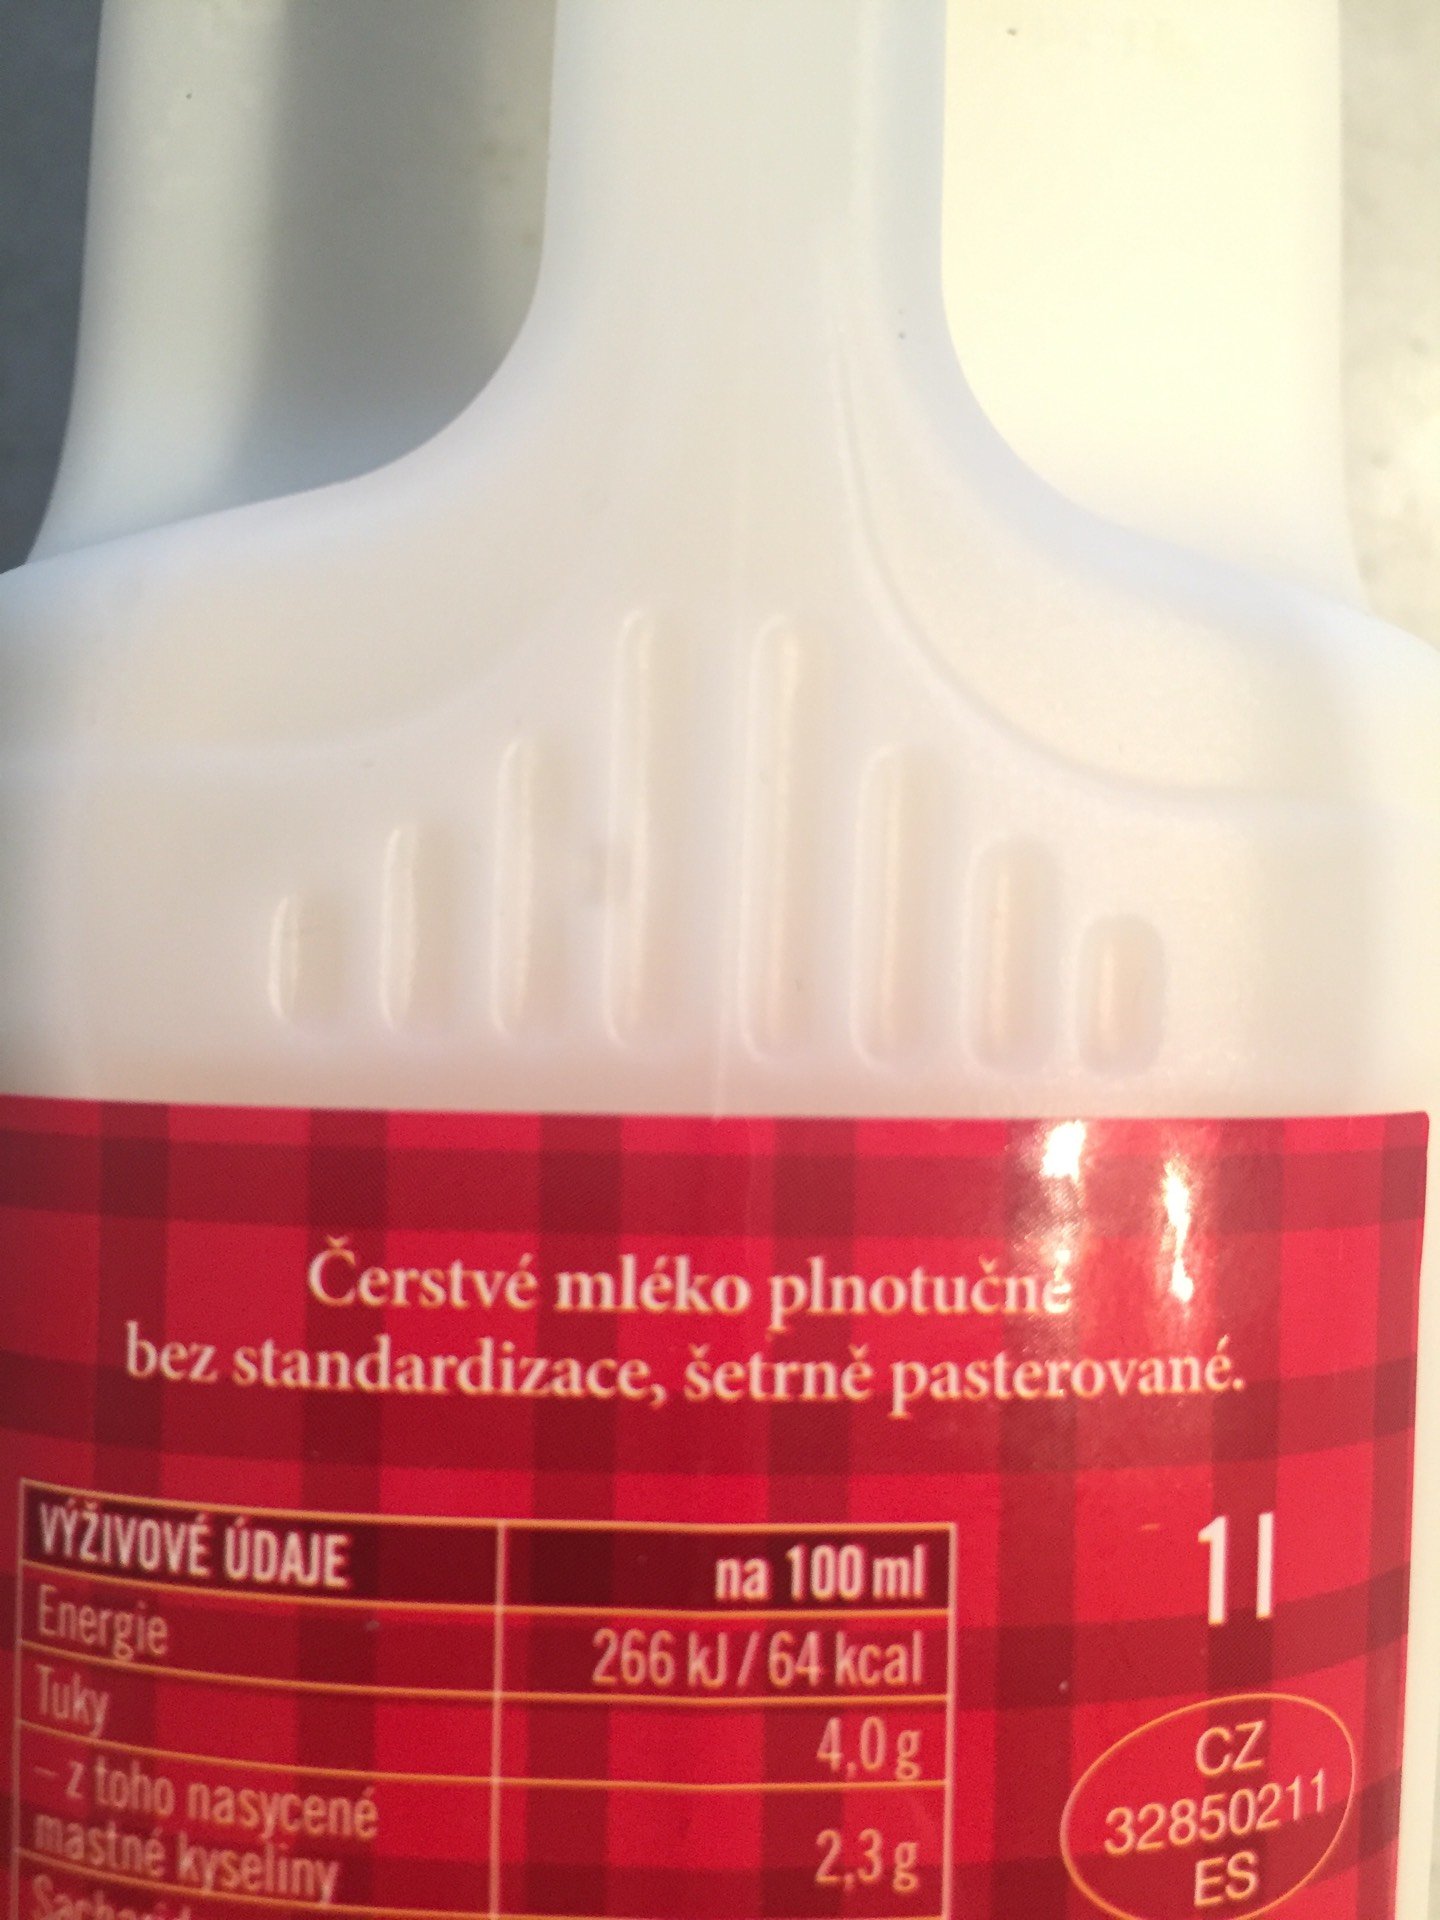 Čerstvé mléko plnotučné
bez standardizace, šetrně pasterované.
VÝŽIVOVÉ ÚDAJE na 100 ml
Energie 266 kJ / 64 kcal
Tuky 4,0 g
– z toho nasycené
mastné kyseliny 2,3 g
1 l
CZ
32850211
ES